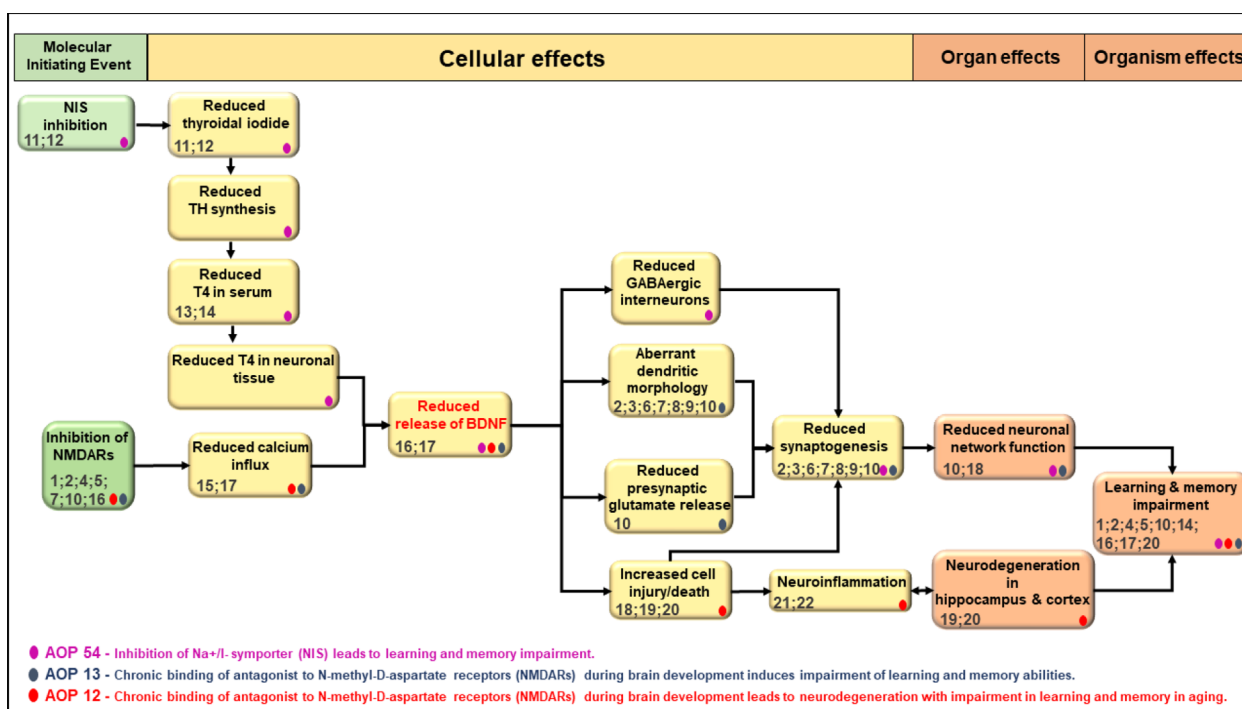 Molecular
Initiating Event
Cellular effects
Organ effects
Organism effects
NIS
inhibition
11;12
Reduced
thyroidal iodide
11;12
Reduced
TH synthesis
Reduced
T4 in serum
13;14
Reduced T4 in neuronal
tissue
Inhibition of
NMDARs
1;2;4;5;
7;10;16
Reduced calcium
influx
15;17
Reduced
release of BDNF
16;17
Reduced
GABAergic
interneurons
Aberrant
dendritic
morphology
2;3;6;7;8;9;10
Reduced
presynaptic
glutamate release
10
Increased cell
injury/death
18;19;20
Reduced
synaptogenesis
2;3;6;7;8;9;10
Neuroinflammation
21;22
Reduced neuronal
network function
10;18
Neurodegeneration
in
hippocampus & cortex
19;20
Learning & memory
impairment
1;2;4;5;10;14;
16;17;20
AOP 54 - Inhibition of Na+/I- symporter (NIS) leads to learning and memory impairment.
AOP 13 - Chronic binding of antagonist to N-methyl-D-aspartate receptors (NMDARs) during brain development induces impairment of learning and memory abilities.
AOP 12 - Chronic binding of antagonist to N-methyl-D-aspartate receptors (NMDARs) during brain development leads to neurodegeneration with impairment in learning and memory in aging.